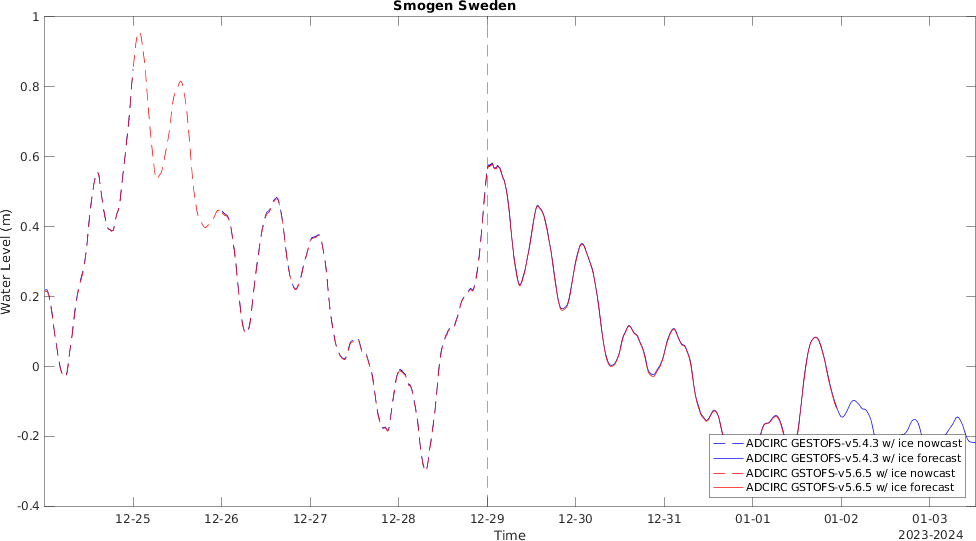 Smogen Sweden
1
0.8
0.6
0.4
0.2
0
-0.2
-0.4
Water Level (m)
ADCIRC GESTOFS-v5.4.3 w/ ice nowcast
ADCIRC GESTOFS-v5.4.3 w/ ice forecast
ADCIRC GSTOFS-v5.6.5 w/ ice nowcast
ADCIRC GSTOFS-v5.6.5 w/ ice forecast
12-25 12-26 12-27 12-28 12-29 12-30 12-31 01-01 01-02 01-03
Time
2023-2024